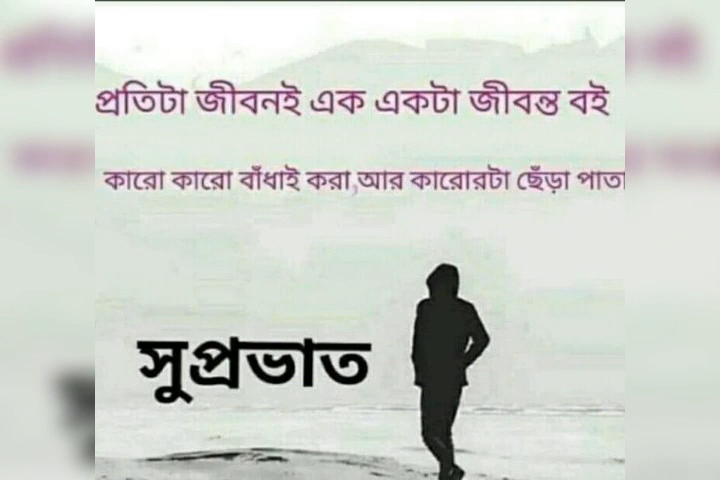 প্রতিটা জীবনই এক একটা জীবন্ত বই
কারো কারো বাঁধাই করা,আর কারোরটা ছেঁড়া পাতা
সুপ্রভাত